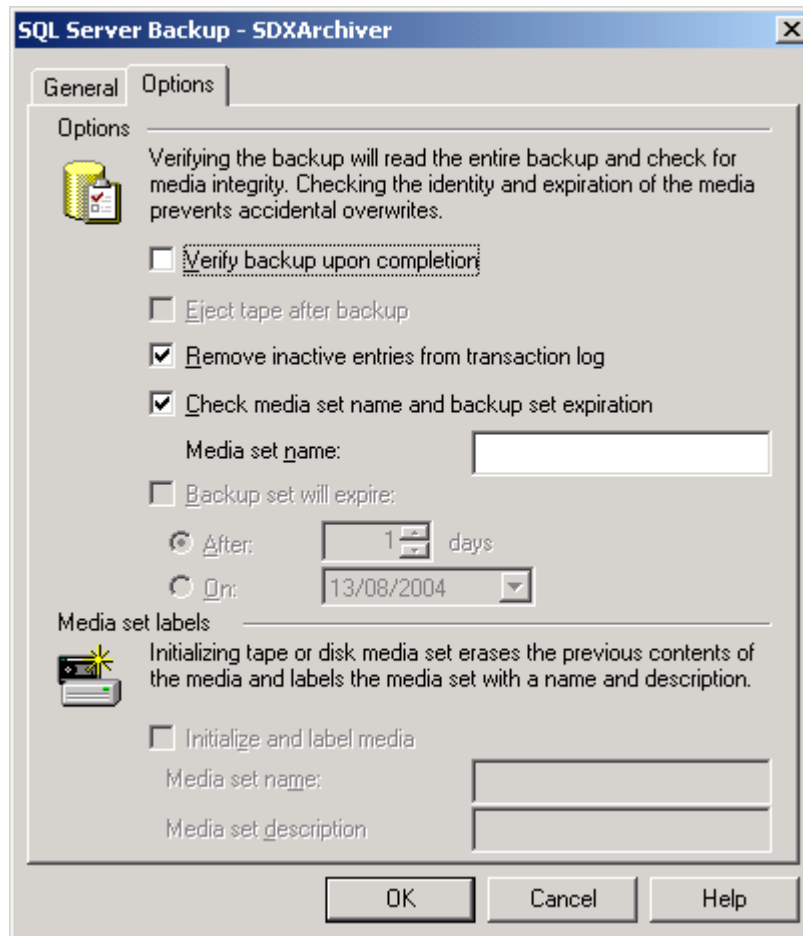 SQL Server Backup - SDXArchiver
General
Options
Options
Verifying the backup will read the entire backup and check for
media integrity. Checking the identity and expiration of the media
prevents accidental overwrites.
Verify backup upon completion
Eject tape after backup
Remove inactive entries from transaction log
Check media set name and backup set expiration
Media set name:
Backup set will expire:
After: 1 days
On: 13/08/2004
Media set labels
Initializing tape or disk media set erases the previous contents of
the media and labels the media set with a name and description.
Initialize and label media
Media set name:
Media set description
OK
Cancel
Help